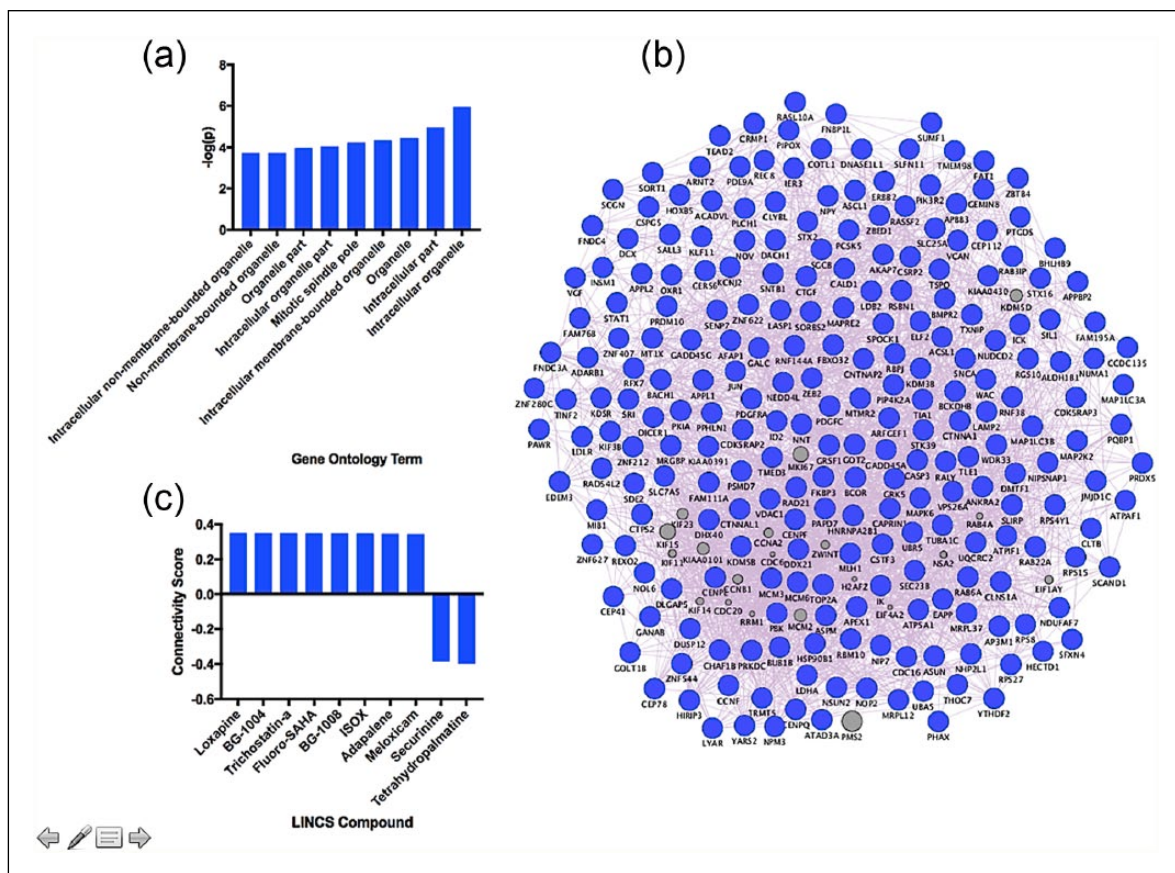 (a)
-log(p)
8
6
4
2
0
Intracellular non-membrane-bounded organelle
Non-membrane-bounded organelle
Organelle part
Intracellular organelle part
Mitotic spindle pole
Intracellular membrane-bounded organelle
Organelle
Intracellular part
Intracellular organelle
Gene Ontology Term
(b)
RASL10A
FNBP1L
SUMF1
CRMP1
PIPOX
TEAD2
COTL1 DNASE1L1 SLFN11 TMEM98
REC8
IER3
FAT1
ARNT2
PDL9A
SORT1
ERBB2
PIK3R2
GEMIN8
ZBTB4
SCGN
HOXB5
ACADVL
PLCH1
CLYBL
NPY
ASCL1
RASSF2
APBB3
PTGDS
CSPG5
STX2
ZBED1
FNDC4
DCX
SALL3
KLF11
NOV
DACH1
PCSK5
SLC25A
VCAN
CEP112
RAB3IP
BHLHB9
VGF
INSM1
APPL2
OXR1
CERS6
KCNJ2
SNTB1
CTGF
SGCB
CALD1
AKAP7
CSRP2
TSPO
KIAA0430
KDM5D
STX16
APPBP2
STAT1
PRDM10
SENP7
ZNF622
LASP1
SORBS2
MAPRE2
LDB2
RSBN1
BMPR2
TXNIP
ICK
SIL1
FAM195A
FAM76B
SPOCK1
ELF2
ZNF407
MT1X
GADD45G
AFAP1
GALC
RNF144A
FBXO32
CNTNAP2
RBPJ
ACSL1
NUDCD2
RGS10
ALDH1B1
NUMA1
CCDC135
FNDC3A
ADARB1
RFX7
JUN
NEDD4L
ZEB2
KDM3B
SNCA
WAC
MAP1LC3A
ZNF280C
TINF2
KDSR
SRI
BACH1
APPL1
PDGFRA
PDGFC
MTMR2
PIP4K2A
TIA1
BCKDHB
LAMP2
RNF38
CDK5RAP3
PAWR
LDLR
KIF3B
DICER1
PKIA
PPHLN1
CDK5RAP2
ID2
NNT
ARFGEF1
STK39
CTNNA1
MAP1LC3B
PQBP1
ZNF212
MRGBP
KIAA0391
TMED3
MKI67
GRSF1
GOT2
GADD45A
CASP3
RALY
TLE1
WDR33
MAP2K2
EDEM3
RAD54L2
SDE2
SLC7A5
FAM111A
PSMD7
RAD21
FKBP3
BCOR
GRK5
VPS26A
ANKRA2
DMTF1
NIPSNAP1
PRDX5
JMJD1C
MIB1
CTPS2
KIF23
CTNNAL1
VDAC1
CENPF
PAPD7
HNRNPA2B1
CAPRIN1
MAPK6
RAB4A
SLIRP
RPS4Y1
ATPAF1
ZNF627
REXO2
KIF15
DHX40
CCNA2
ZWINT
MLH1
CSTF3
UBR5
TUBA1C
NSA2
UQCRC2
ATPIF1
RAB22A
CLTB
RPS15
KIF11
KIAA0101
KDM5B
CDC6
DDX21
SCAND1
NOL6
CENPE
CCNB1
MCM3
MCM6
TOP2A
H2AFZ
IK
SEC23B
RAB6A
CLNS1A
EIF1AY
CEP41
DLGAP5
KIF14
CDC20
RRM1
MCM2
ASPM
APEX1
EIF4A2
ATP5A1
EAPP
MRPL37
NDUFAF7
GANAB
DUSP12
PBK
AP3M1
RPS8
GOLT1B
ZNF544
CHAF1B
PRKDC
BUB1B
HSP90B1
RBM10
NIP7
CDC16
ASUN
NHP2L1
RPS27
HECTD1
SFXN4
CEP78
HIRIP3
CCNF
TRMT5
LDHA
NSUN2
NOP2
UBA5
THOC7
YTHDF2
LYAR
YARS2
NPM3
CENPQ
ATAD3A
PMS2
MRPL12
PHAX
(c)
Connectivity Score
0.4
0.2
0.0
-0.2
-0.4
-0.6
Loxapine
BG-1004
Trichostatin-a
Fluoro-SAHA
BG-1008
ISOX
Adapalene
Meloxicam
Securinine
Tetrahydropalmatine
LINCS Compound